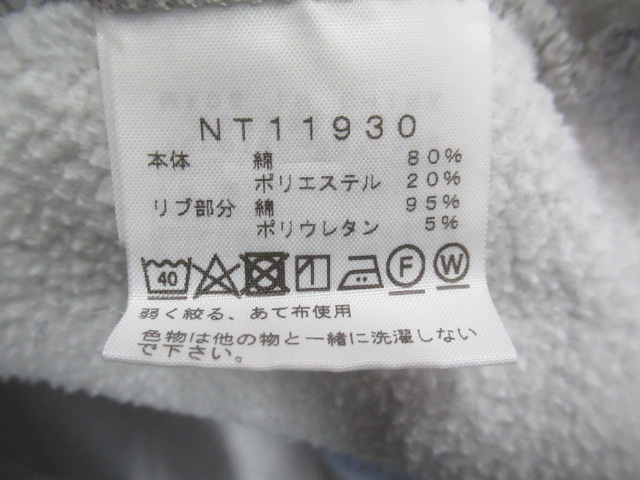 NT11930
本体 綿 80%
ポリエステル 20%
リブ部分 綿 95%
ポリウレタン 5%
40 F W
弱く絞る、あて布使用
色物は他の物と一緒に洗濯しない
で下さい。